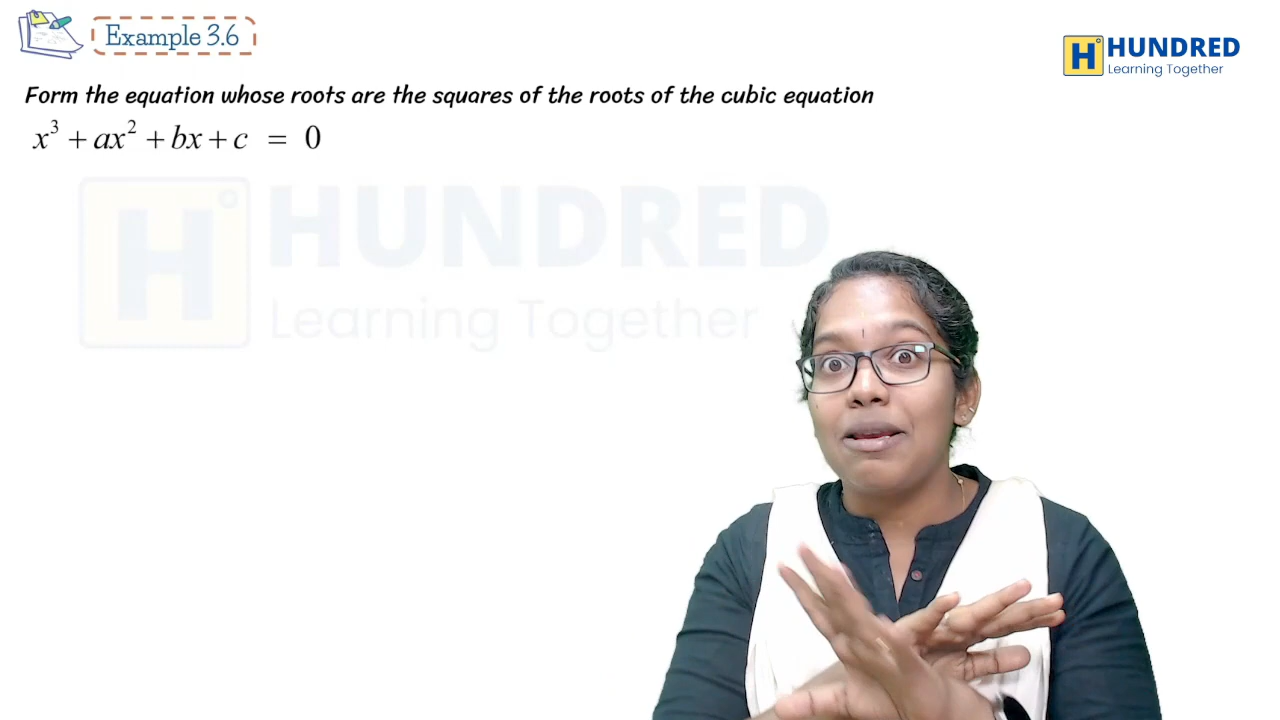 Example 3.6
H HUNDRED
Learning Together
Form the equation whose roots are the squares of the roots of the cubic equation
x³ + ax² + bx + c = 0
H HUNDRED
Learning Together